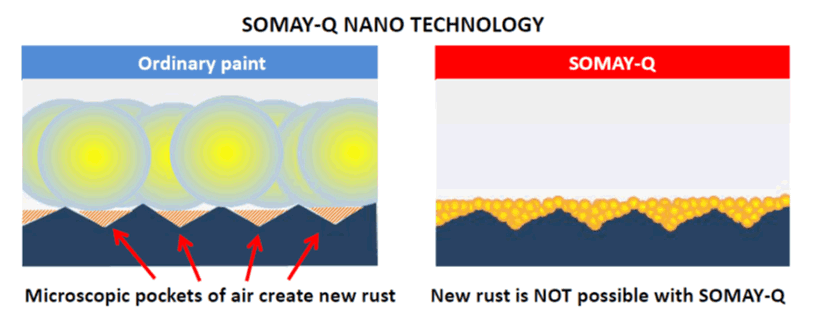 SOMAY-Q NANO TECHNOLOGY
Ordinary paint
SOMAY-Q
Microscopic pockets of air create new rust
New rust is NOT possible with SOMAY-Q